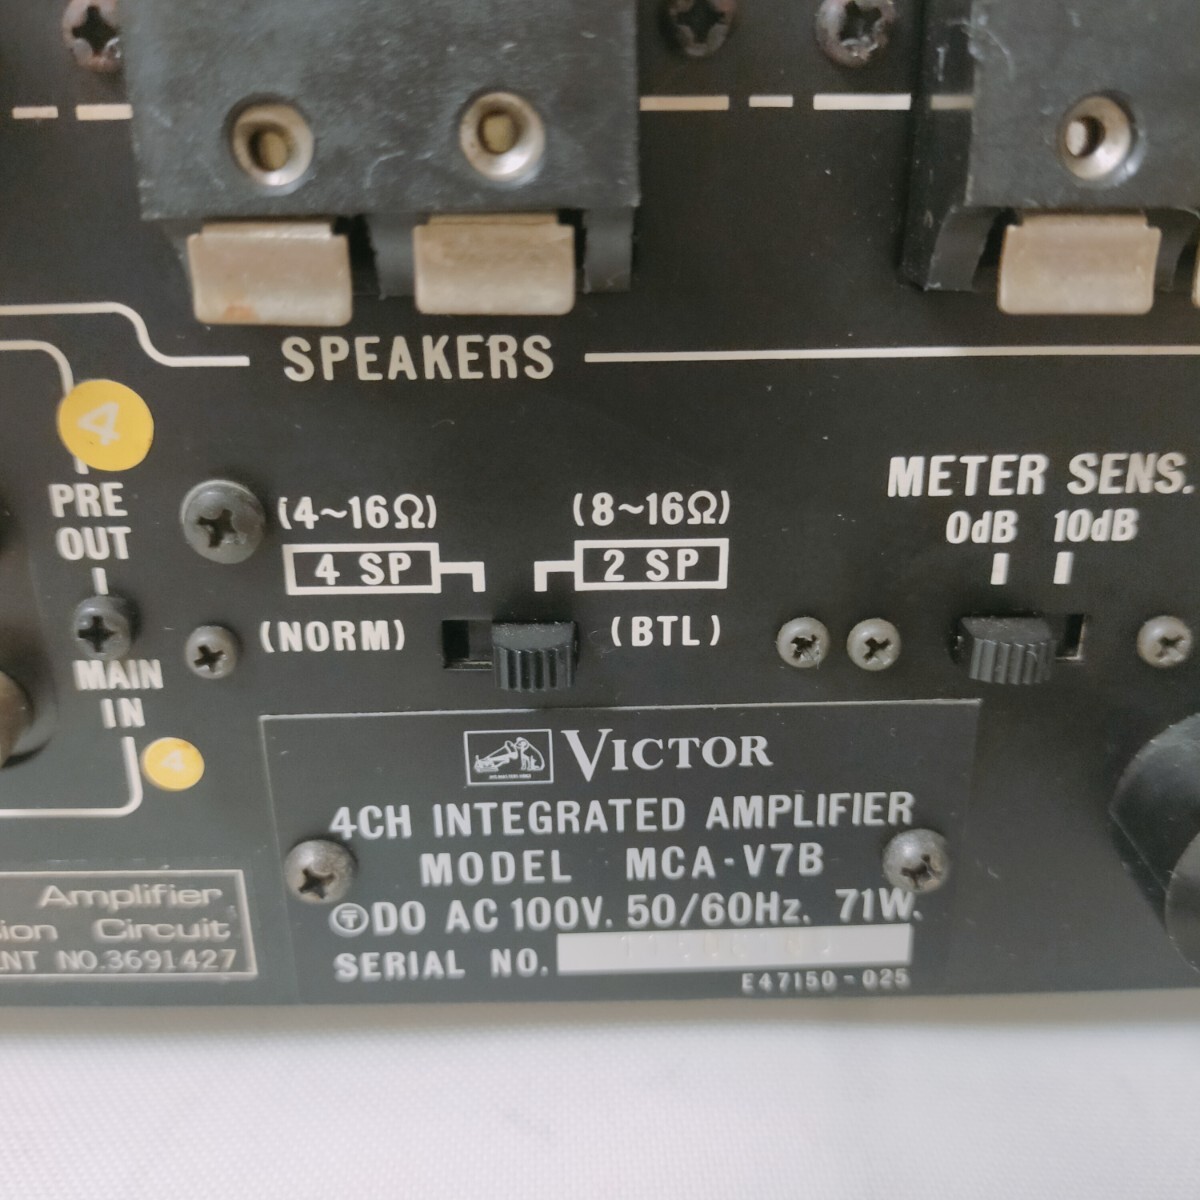 SPEAKERS
4
PRE
OUT
MAIN
IN
4
(4~16Ω)
4 SP
(NORM)
(8~16Ω)
2 SP
(BTL)
METER SENS.
0dB 10dB
VICTOR
4CH INTEGRATED AMPLIFIER
MODEL MCA-V7B
〒DO AC 100V. 50/60Hz. 71W.
SERIAL NO.
E47150-025
Amplifier
Circuit
NO.3691427